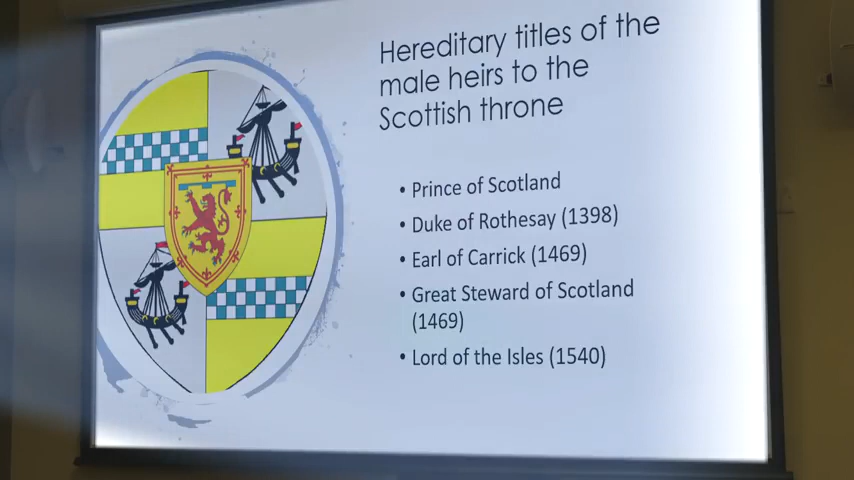 Hereditary titles of the
male heirs to the
Scottish throne
• Prince of Scotland
• Duke of Rothesay (1398)
• Earl of Carrick (1469)
• Great Steward of Scotland
(1469)
• Lord of the Isles (1540)